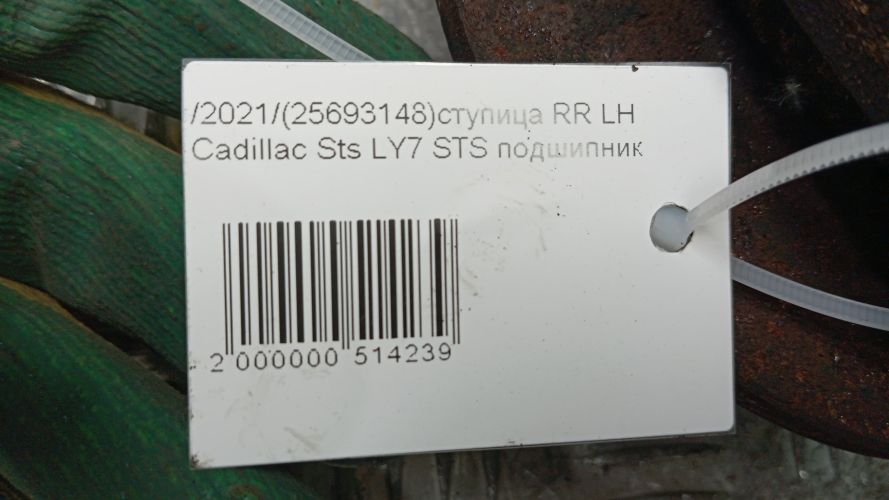 /2021/(25693148)ступица RR LH
Cadillac Sts LY7 STS подшипник
2 000000 514239